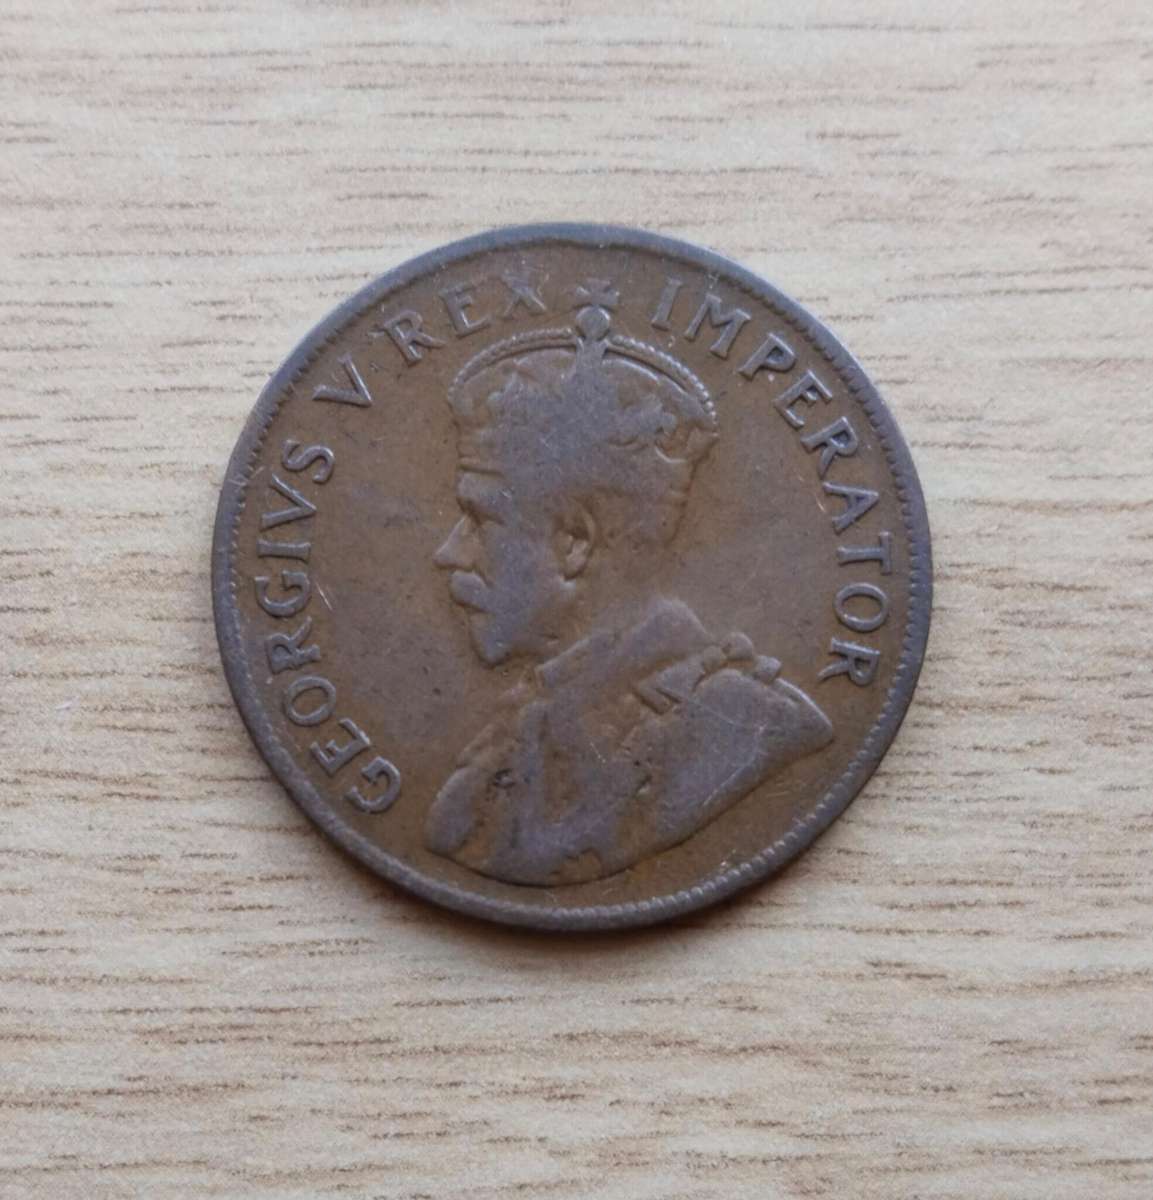 GEORGIVS V REX IMPERATOR